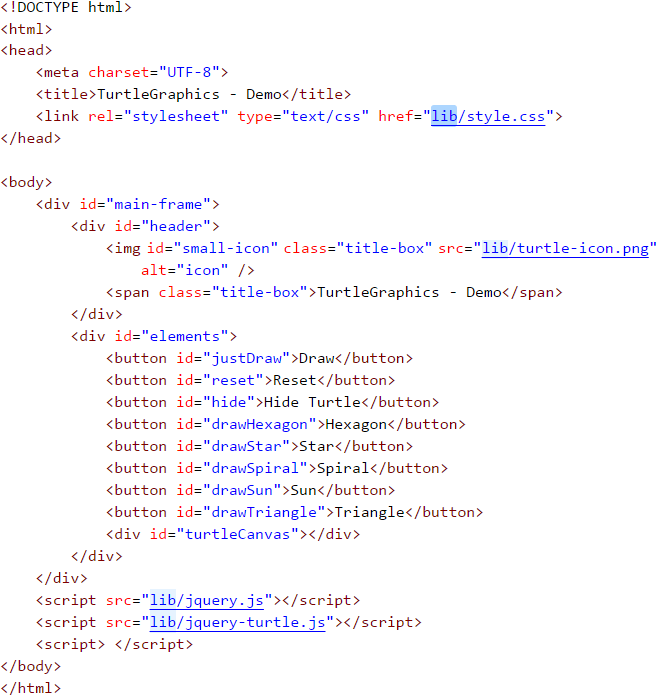 <!DOCTYPE html>
<html>
<head>
    <meta charset="UTF-8">
    <title>TurtleGraphics - Demo</title>
    <link rel="stylesheet" type="text/css" href="lib/style.css">
</head>

<body>
    <div id="main-frame">
        <div id="header">
            <img id="small-icon" class="title-box" src="lib/turtle-icon.png"
                alt="icon" />
            <span class="title-box">TurtleGraphics - Demo</span>
        </div>
        <div id="elements">
            <button id="justDraw">Draw</button>
            <button id="reset">Reset</button>
            <button id="hide">Hide Turtle</button>
            <button id="drawHexagon">Hexagon</button>
            <button id="drawStar">Star</button>
            <button id="drawSpiral">Spiral</button>
            <button id="drawSun">Sun</button>
            <button id="drawTriangle">Triangle</button>
            <div id="turtleCanvas"></div>
        </div>
    </div>
    <script src="lib/jquery.js"></script>
    <script src="lib/jquery-turtle.js"></script>
    <script> </script>
</body>
</html>